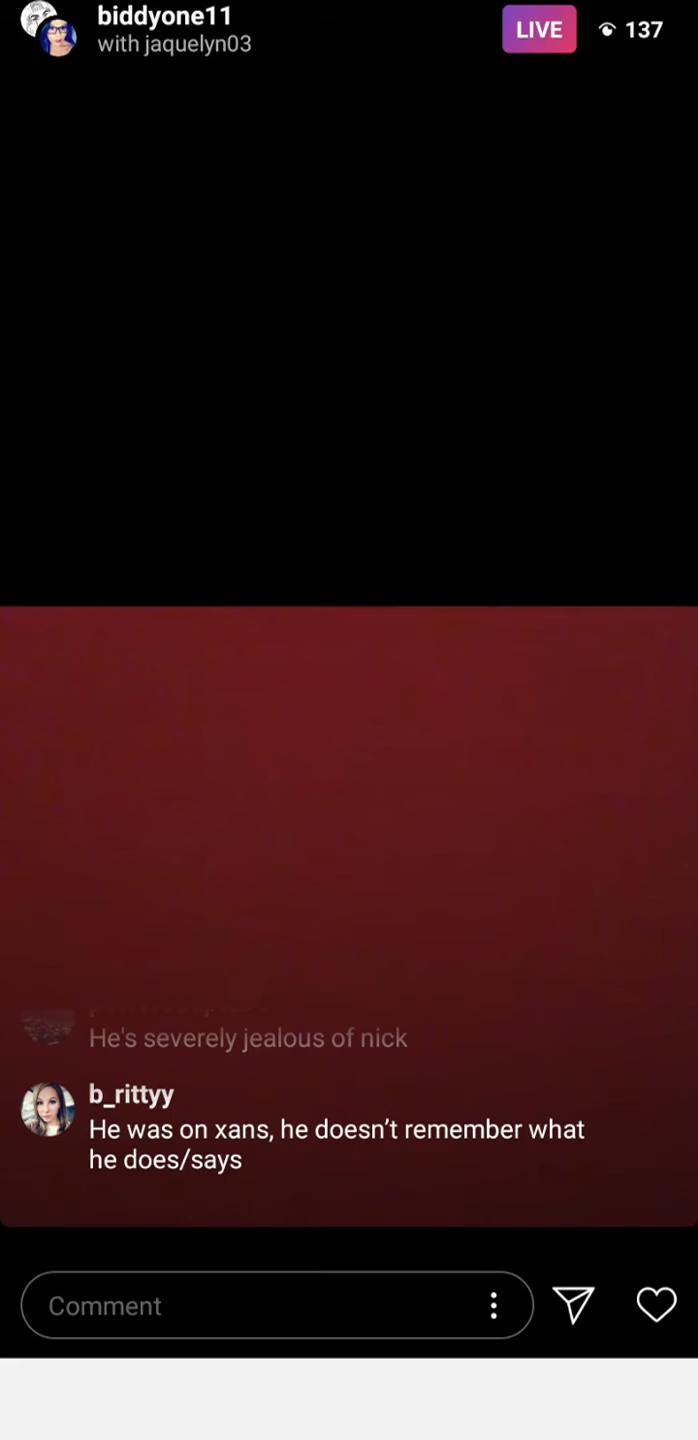 biddyone11
with jaquelyn03
LIVE
137
He's severely jealous of nick
b_rittyy
He was on xans, he doesn’t remember what
he does/says
Comment